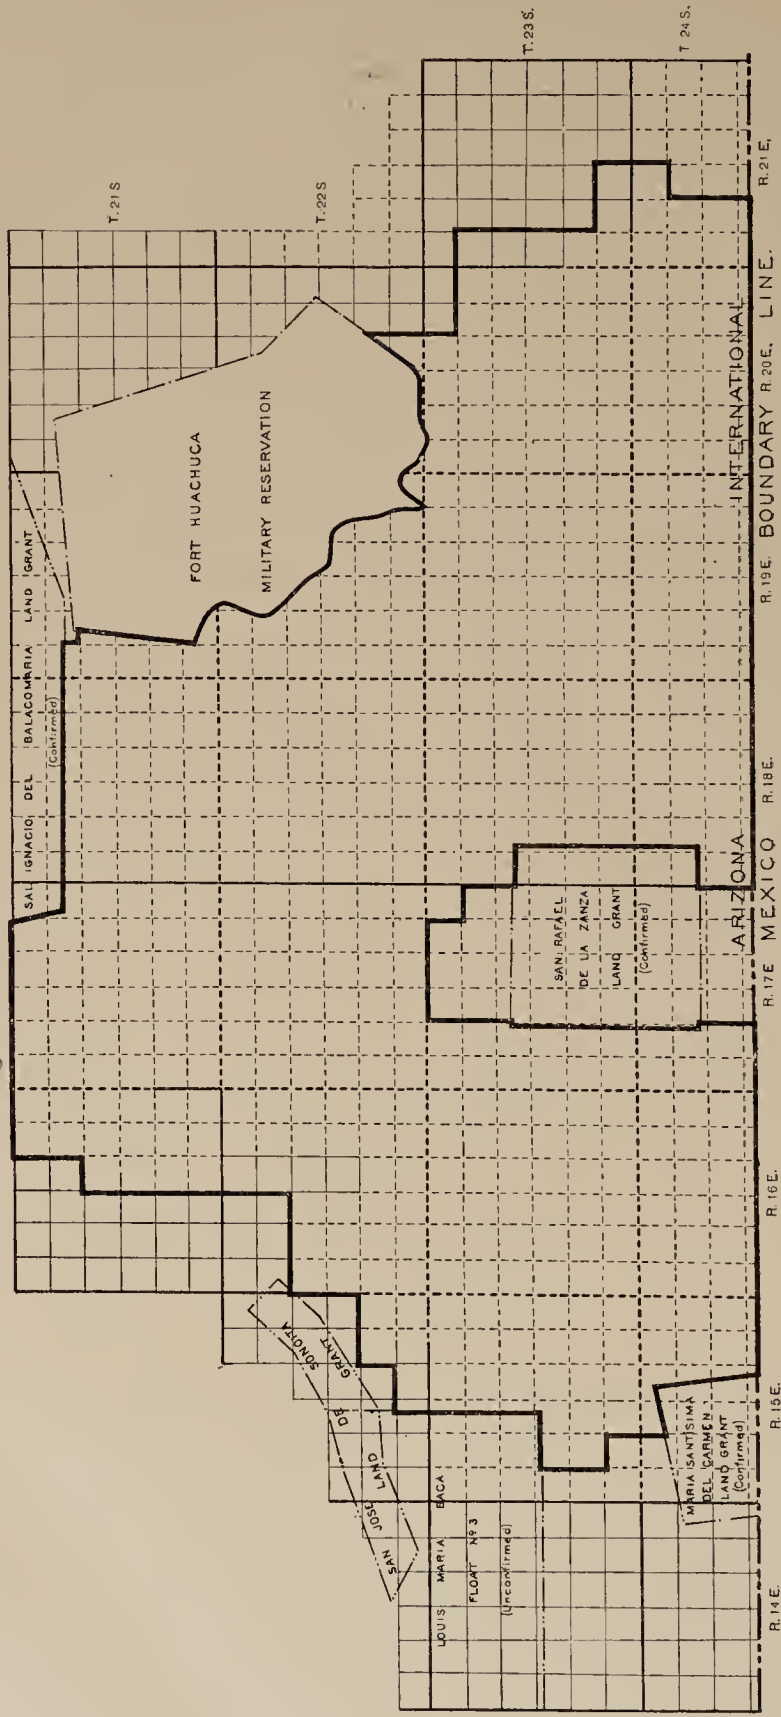 T. 21 S.
T. 22 S
T. 23 S.
T 24 S.
SAL IGNACIO DEL BALACOMARIA LAND GRANT
(Confirmed)
FORT HUACHUCA
MILITARY RESERVATION
SAN JOSE DE SONOITA
LAND GRANT
LOUIS MARIA BACA
FLOAT Nº 3
(Unconfirmed)
SAN RAFAEL
DE LA ZANZA
LAND GRANT
(Confirmed)
MARIA SANTISIMA
DEL CARMEN
LAND GRANT
(Confirmed)
ARIZONA INTERNATIONAL
MEXICO BOUNDARY LINE.
R. 14 E.
R. 15 E.
R. 16 E.
R. 17 E
R. 18 E.
R. 19 E.
R. 20 E.
R. 21 E,